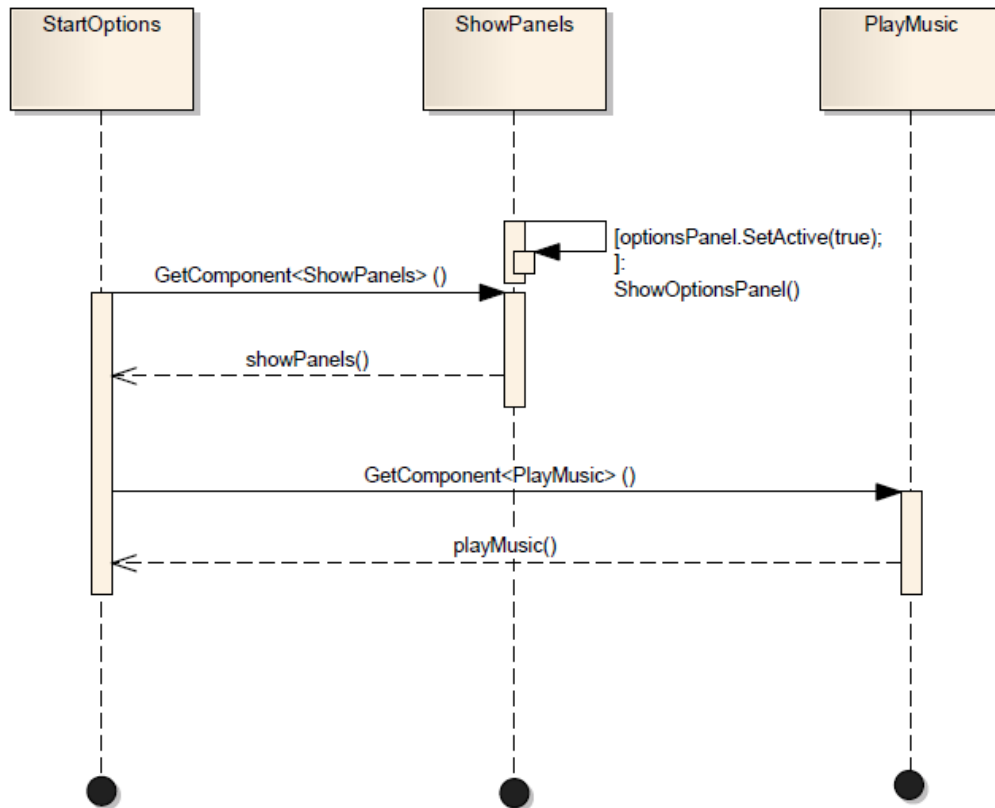 StartOptions
ShowPanels
PlayMusic
[optionsPanel.SetActive(true);
]:
ShowOptionsPanel()
GetComponent<ShowPanels> ()
showPanels()
GetComponent<PlayMusic> ()
playMusic()